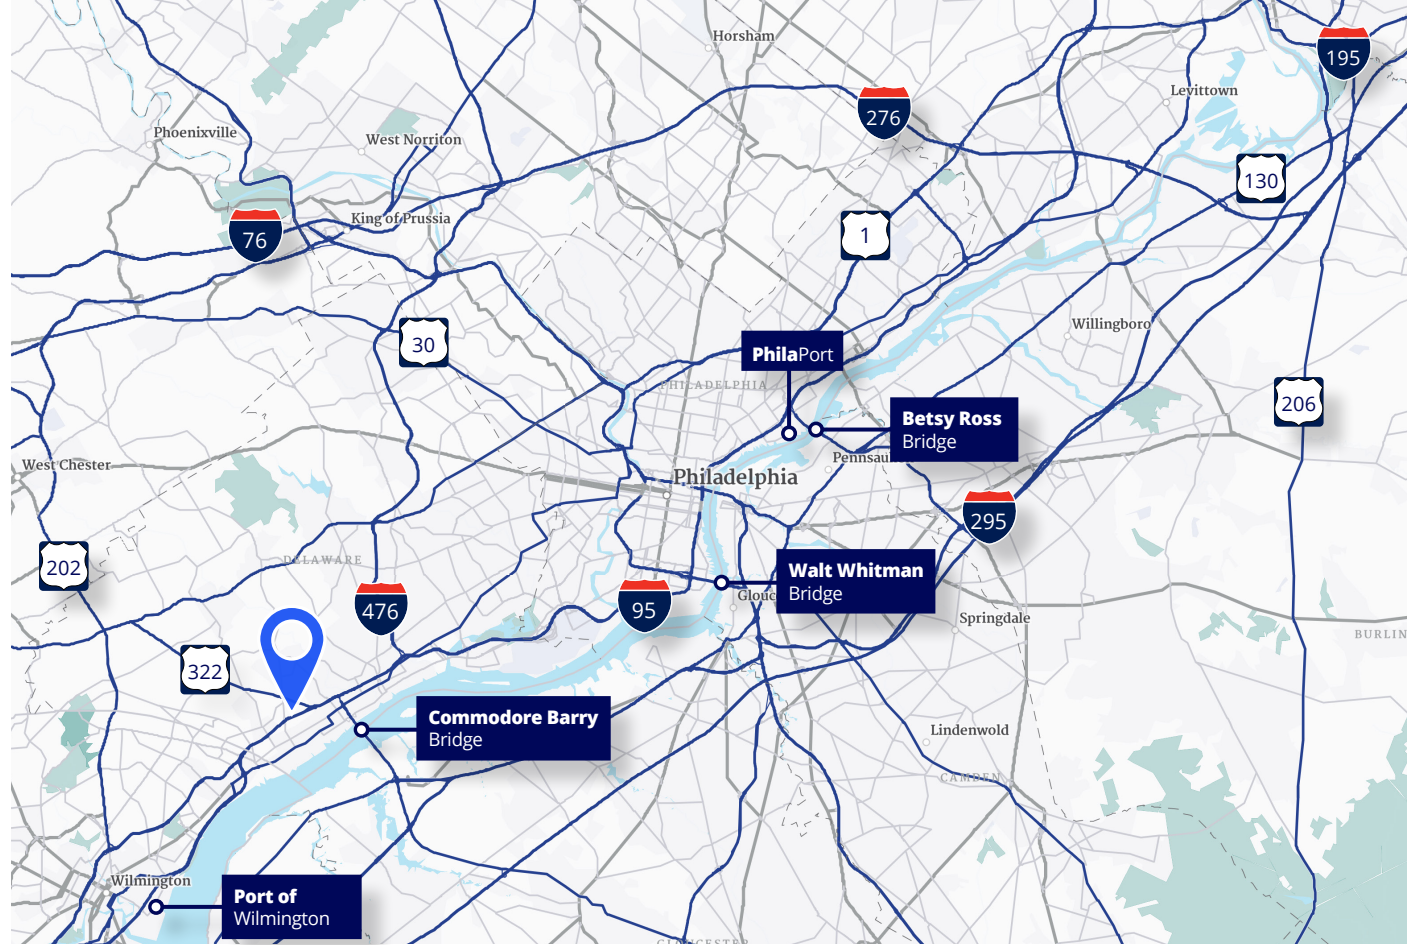 Horsham
195
Levittown
276
Phoenixville
West Norriton
130
King of Prussia
76
1
Willingboro
30
PhilaPort
PHILADELPHIA
206
Betsy Ross
Bridge
Pennsau
West Chester
Philadelphia
295
DELAWARE
202
Walt Whitman
Bridge
476
95
Glouc
Springdale
BURLIN
322
Commodore Barry
Bridge
Lindenwold
CAMDEN
Wilmington
Port of
Wilmington
GLOUCESTER